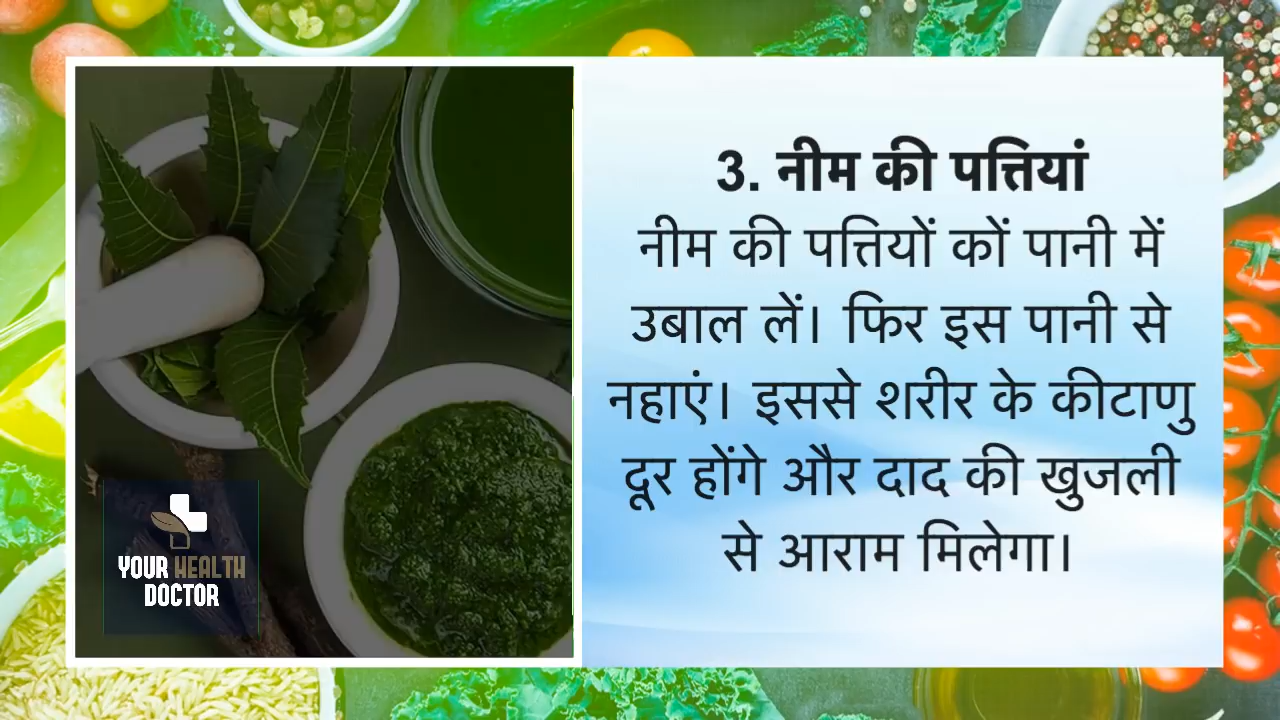 3. नीम की पत्तियां
नीम की पत्तियों कों पानी में
उबाल लें। फिर इस पानी से
नहाएं। इससे शरीर के कीटाणु
दूर होंगे और दाद की खुजली
से आराम मिलेगा।
YOUR HEALTH
DOCTOR